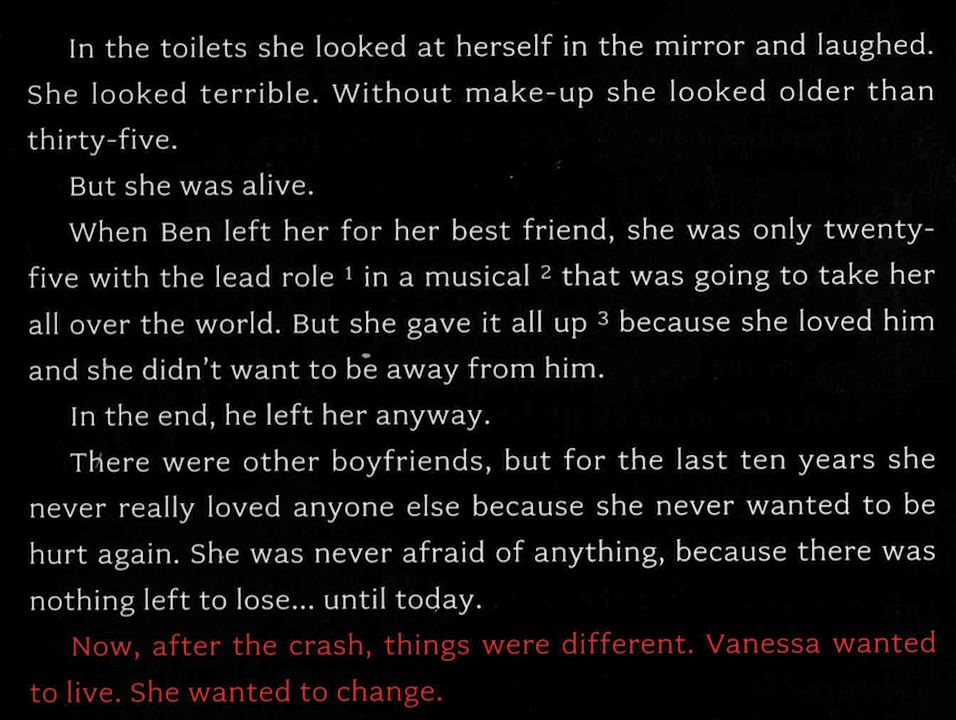 In the toilets she looked at herself in the mirror and laughed.
She looked terrible. Without make-up she looked older than
thirty-five.
But she was alive.
When Ben left her for her best friend, she was only twenty-
five with the lead role 1 in a musical 2 that was going to take her
all over the world. But she gave it all up 3 because she loved him
and she didn't want to be away from him.
In the end, he left her anyway.
There were other boyfriends, but for the last ten years she
never really loved anyone else because she never wanted to be
hurt again. She was never afraid of anything, because there was
nothing left to lose... until today.
Now, after the crash, things were different. Vanessa wanted
to live. She wanted to change.